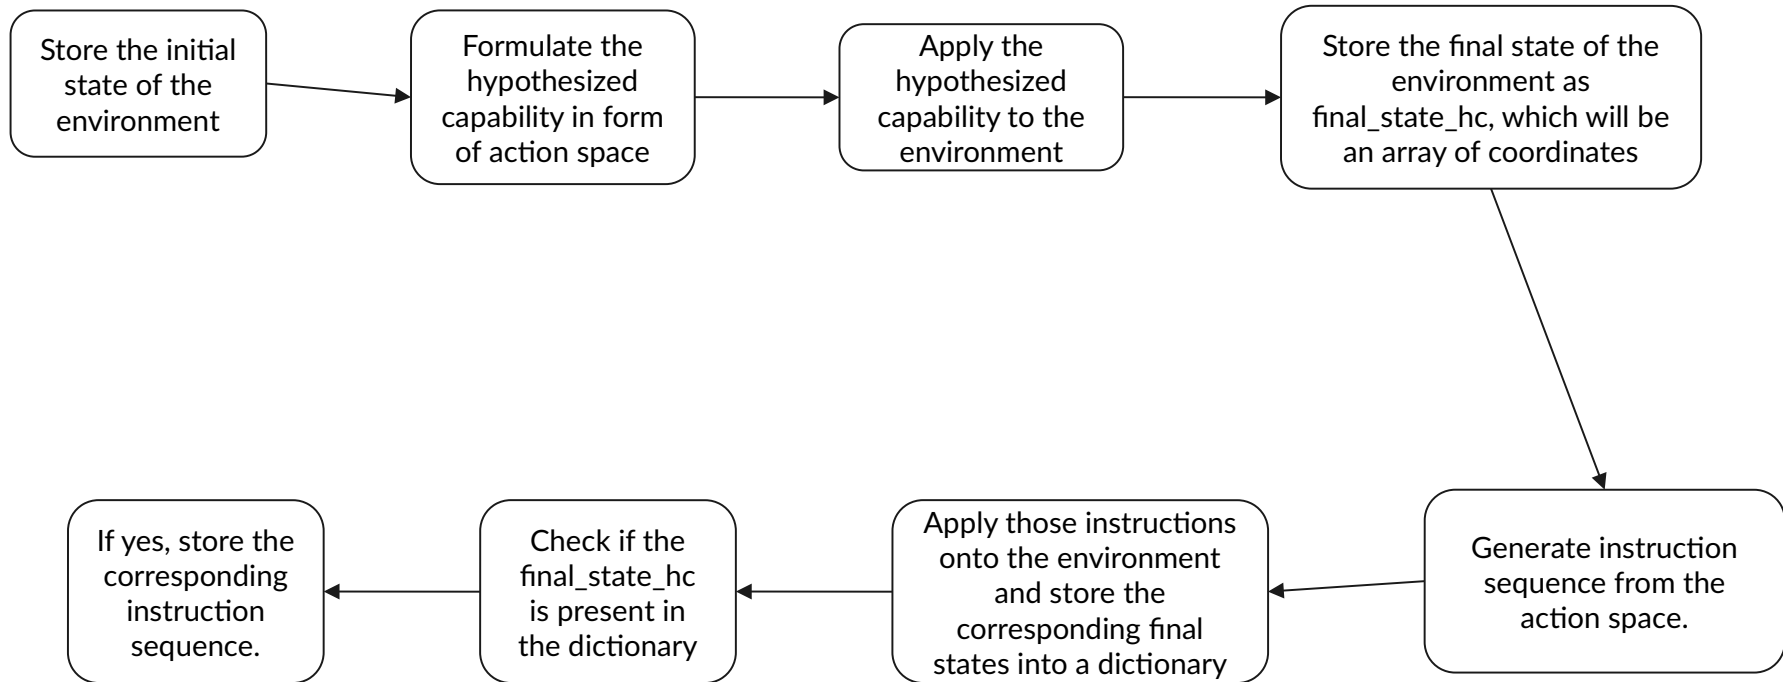 Store the initial
state of the
environment
Formulate the
hypothesized
capability in form
of action space
Apply the
hypothesized
capability to the
environment
Store the final state of the
environment as
final_state_hc, which will be
an array of coordinates
Generate instruction
sequence from the
action space.
Apply those instructions
onto the environment
and store the
corresponding final
states into a dictionary
Check if the
final_state_hc
is present in
the dictionary
If yes, store the
corresponding
instruction
sequence.